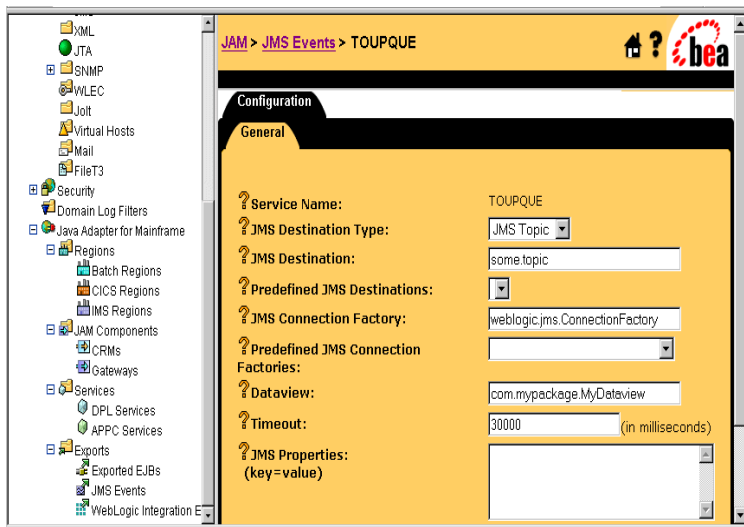 XML
JTA
SNMP
WLEC
Jolt
Virtual Hosts
Mail
FileT3
Security
Domain Log Filters
Java Adapter for Mainframe
Regions
Batch Regions
CICS Regions
IMS Regions
JAM Components
CRMs
Gateways
Services
DPL Services
APPC Services
Exports
Exported EJBs
JMS Events
WebLogic Integration E
JAM > JMS Events > TOUPQUE
? bea
Configuration
General
? Service Name: TOUPQUE
? JMS Destination Type: JMS Topic
? JMS Destination: some.topic
? Predefined JMS Destinations:
? JMS Connection Factory: weblogic.jms.ConnectionFactory
? Predefined JMS Connection
Factories:
? Dataview: com.mypackage.MyDataview
? Timeout: 30000 (in milliseconds)
? JMS Properties:
(key=value)